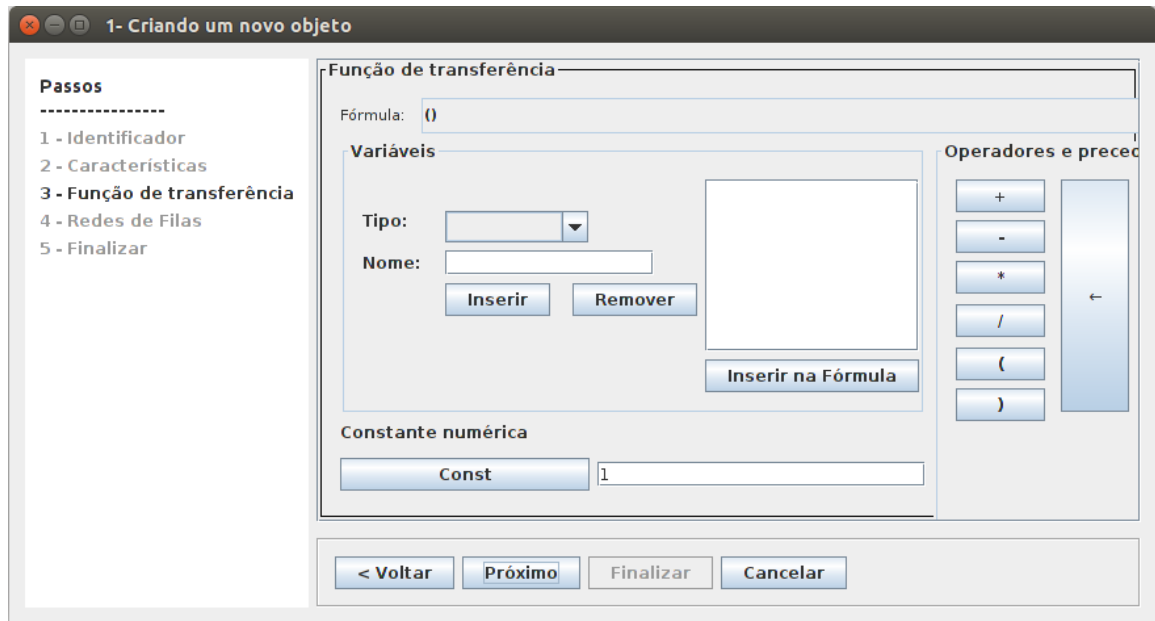 1- Criando um novo objeto
Passos
----------------
1 - Identificador
2 - Características
3 - Função de transferência
4 - Redes de Filas
5 - Finalizar
Função de transferência
Fórmula: ()
Variáveis
Tipo:
Nome:
Inserir Remover
Inserir na Fórmula
Operadores e prece
+
-
*
/
(
)
←
Constante numérica
Const 1
< Voltar Próximo Finalizar Cancelar